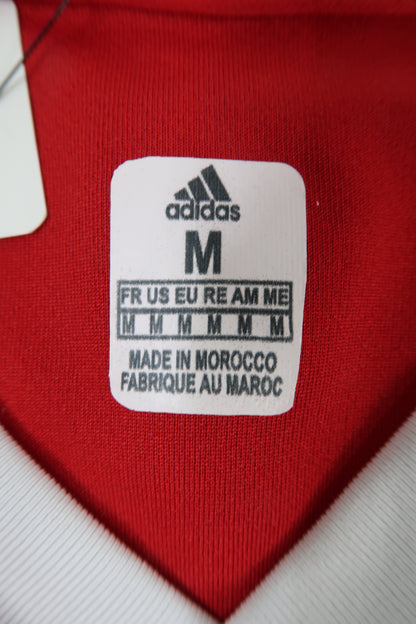 adidas
M
FR US EU RE AM ME
M M M M M M
MADE IN MOROCCO
FABRIQUE AU MAROC